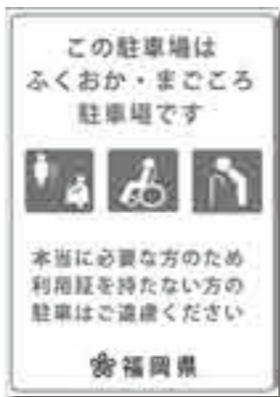 この駐車場は
ふくおか・まごころ
駐車場です
本当に必要な方のため
利用証を持たない方の
駐車はご遠慮ください
福岡県